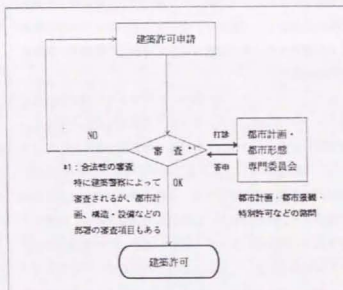 建築許可申請
NO
審査*¹
打診
答申
都市計画・
都市形態
専門委員会
*1:合法性の審査
特に建築警察によって
審査されるが、都市計
画、構造・設備などの
部署の審査項目もある
OK
都市計画・都市景観・
特別許可などの諮問
建築許可